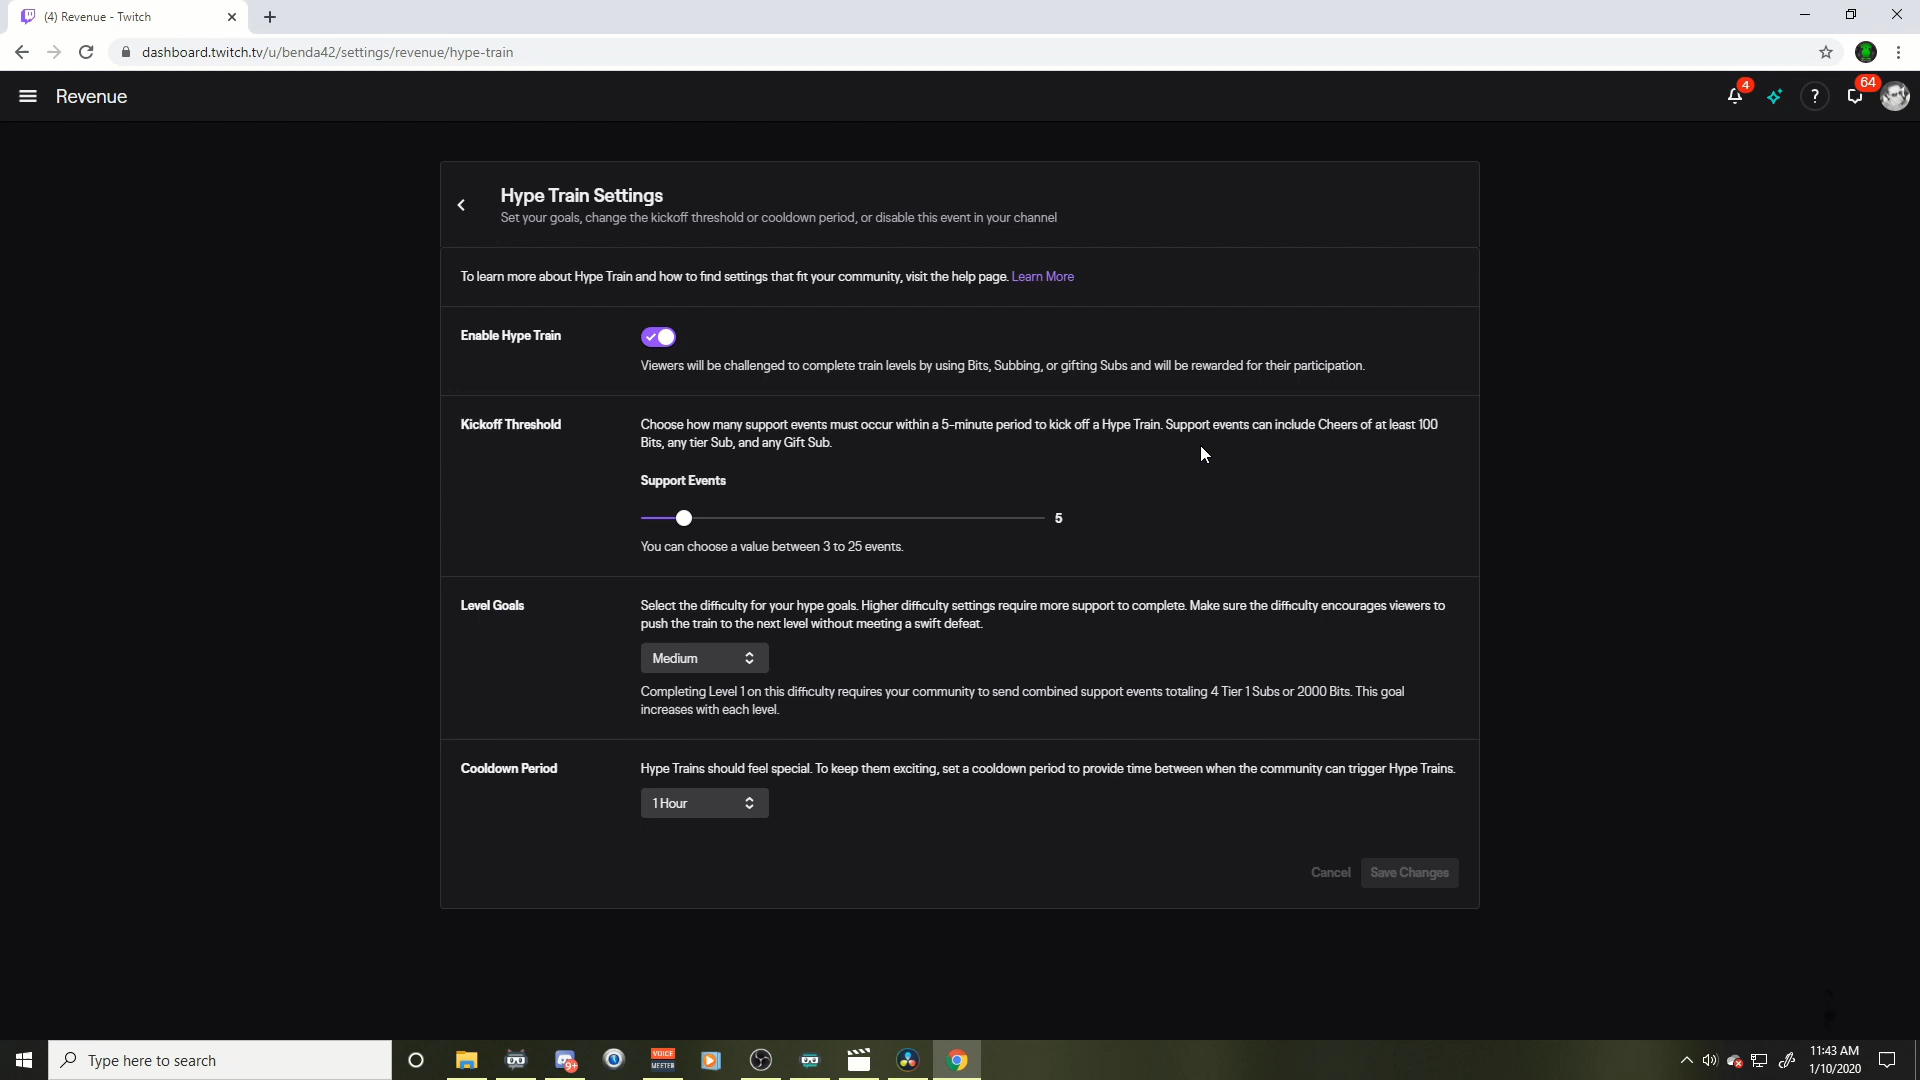 (4) Revenue - Twitch
dashboard.twitch.tv/u/benda42/settings/revenue/hype-train
Revenue
4
?
64
Hype Train Settings
Set your goals, change the kickoff threshold or cooldown period, or disable this event in your channel
To learn more about Hype Train and how to find settings that fit your community, visit the help page. Learn More
Enable Hype Train
Viewers will be challenged to complete train levels by using Bits, Subbing, or gifting Subs and will be rewarded for their participation.
Kickoff Threshold
Choose how many support events must occur within a 5-minute period to kick off a Hype Train. Support events can include Cheers of at least 100
Bits, any tier Sub, and any Gift Sub.
Support Events
5
You can choose a value between 3 to 25 events.
Level Goals
Select the difficulty for your hype goals. Higher difficulty settings require more support to complete. Make sure the difficulty encourages viewers to
push the train to the next level without meeting a swift defeat.
Medium
Completing Level 1 on this difficulty requires your community to send combined support events totaling 4 Tier 1 Subs or 2000 Bits. This goal
increases with each level.
Cooldown Period
Hype Trains should feel special. To keep them exciting, set a cooldown period to provide time between when the community can trigger Hype Trains.
1 Hour
Cancel
Save Changes
Type here to search
9+
VOICE
MEETER
11:43 AM
1/10/2020